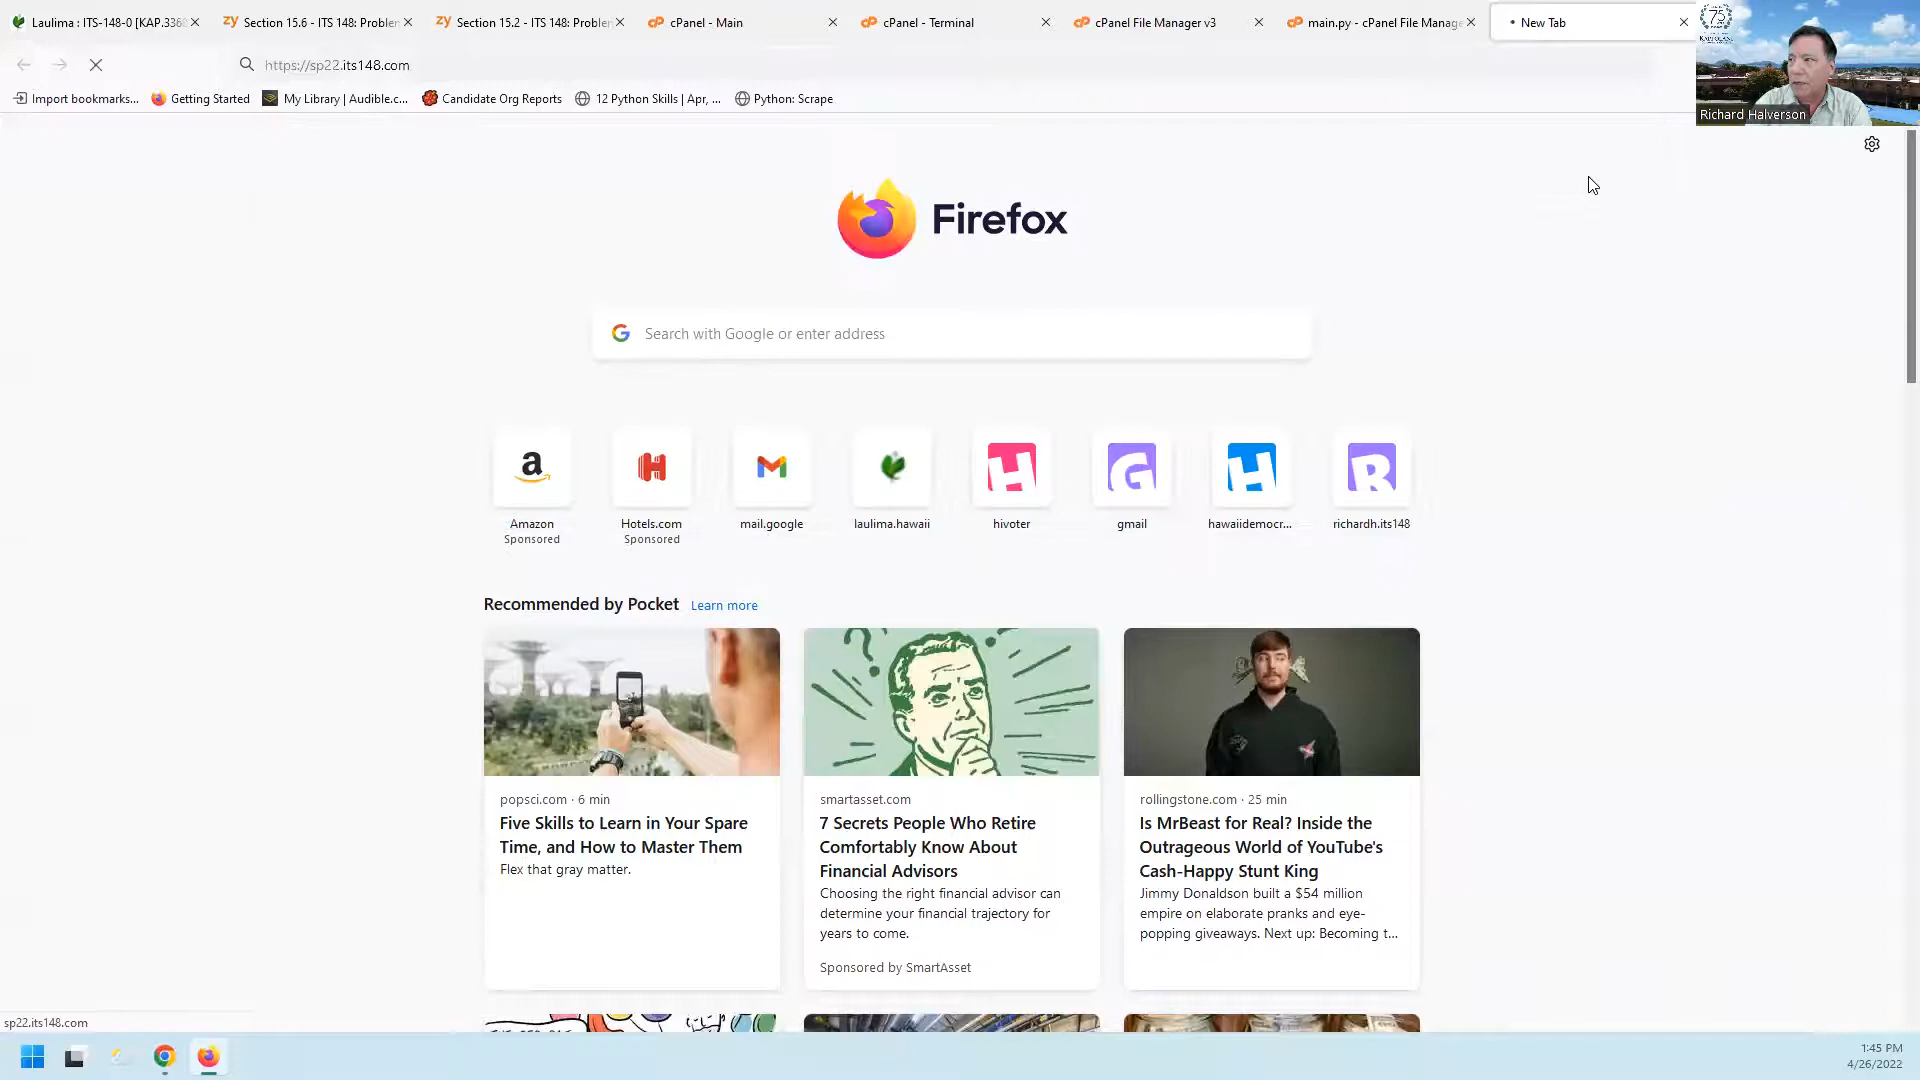 Laulima : ITS-148-0 [KAP.3368
Section 15.6 - ITS 148: Problem
Section 15.2 - ITS 148: Problem
cPanel - Main
cPanel - Terminal
cPanel File Manager v3
main.py - cPanel File Manage
New Tab
https://sp22.its148.com
Import bookmarks...
Getting Started
My Library | Audible.c...
Candidate Org Reports
12 Python Skills | Apr, ...
Python: Scrape
75
Richard Halverson
Firefox
Search with Google or enter address
Amazon
Sponsored
Hotels.com
Sponsored
mail.google
laulima.hawaii
H
hivoter
G
gmail
H
hawaiidemocr...
R
richardh.its148
Recommended by Pocket
Learn more
popsci.com · 6 min
Five Skills to Learn in Your Spare
Time, and How to Master Them
Flex that gray matter.
smartasset.com
7 Secrets People Who Retire
Comfortably Know About
Financial Advisors
Choosing the right financial advisor can
determine your financial trajectory for
years to come.
Sponsored by SmartAsset
rollingstone.com · 25 min
Is MrBeast for Real? Inside the
Outrageous World of YouTube's
Cash-Happy Stunt King
Jimmy Donaldson built a $54 million
empire on elaborate pranks and eye-
popping giveaways. Next up: Becoming t...
sp22.its148.com
1:45 PM
4/26/2022